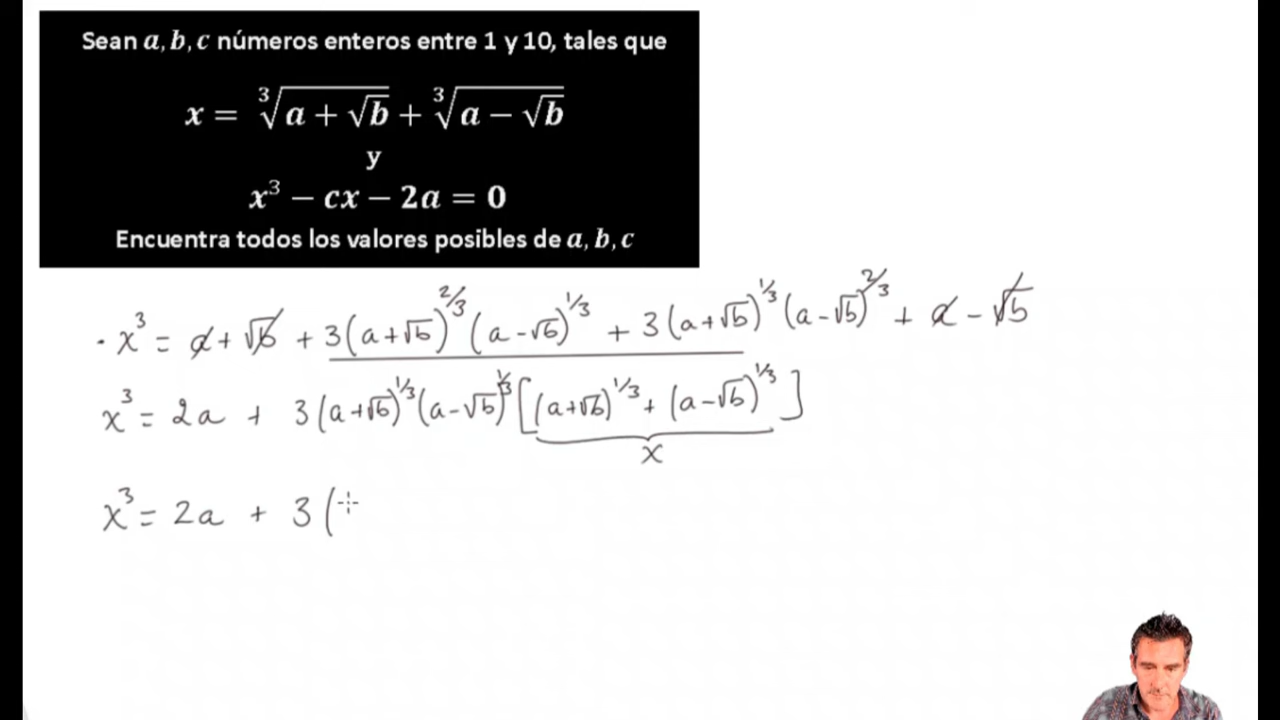 Sean a, b, c números enteros entre 1 y 10, tales que
x = ∛(a + √b) + ∛(a − √b)
y
x³ − cx − 2a = 0
Encuentra todos los valores posibles de a, b, c
· x³ = a + √b + 3(a+√b)^2/3 (a-√b)^1/3 + 3(a+√b)^1/3 (a-√b)^2/3 + a - √b
x³ = 2a + 3(a+√b)^1/3 (a-√b)^1/3 [(a+√b)^1/3 + (a-√b)^1/3]
x
x³ = 2a + 3(